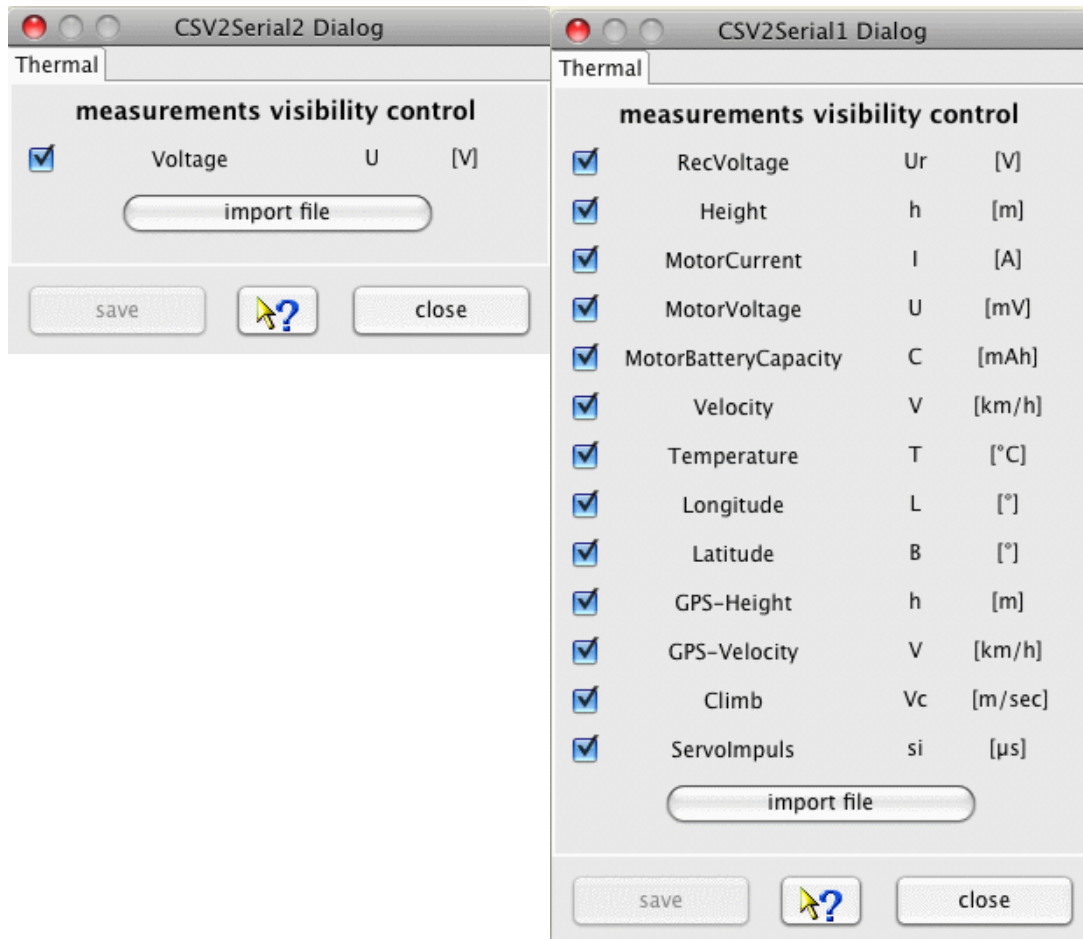 CSV2Serial2 Dialog
Thermal
measurements visibility control
Voltage U [V]
import file
save ? close
CSV2Serial1 Dialog
Thermal
measurements visibility control
RecVoltage Ur [V]
Height h [m]
MotorCurrent I [A]
MotorVoltage U [mV]
MotorBatteryCapacity C [mAh]
Velocity V [km/h]
Temperature T [°C]
Longitude L [°]
Latitude B [°]
GPS-Height h [m]
GPS-Velocity V [km/h]
Climb Vc [m/sec]
ServoImpuls si [µs]
import file
save ? close